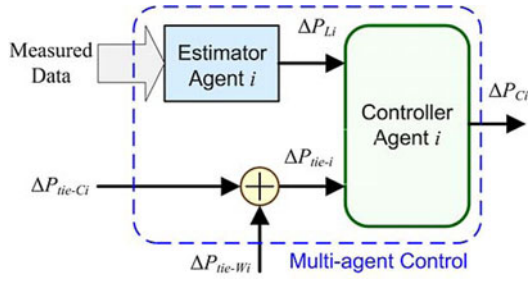 Measured
Data
Estimator
Agent i
ΔP_Li
Controller
Agent i
ΔP_Ci
ΔP_tie-i
ΔP_tie-Ci
+
ΔP_tie-Wi
Multi-agent Control